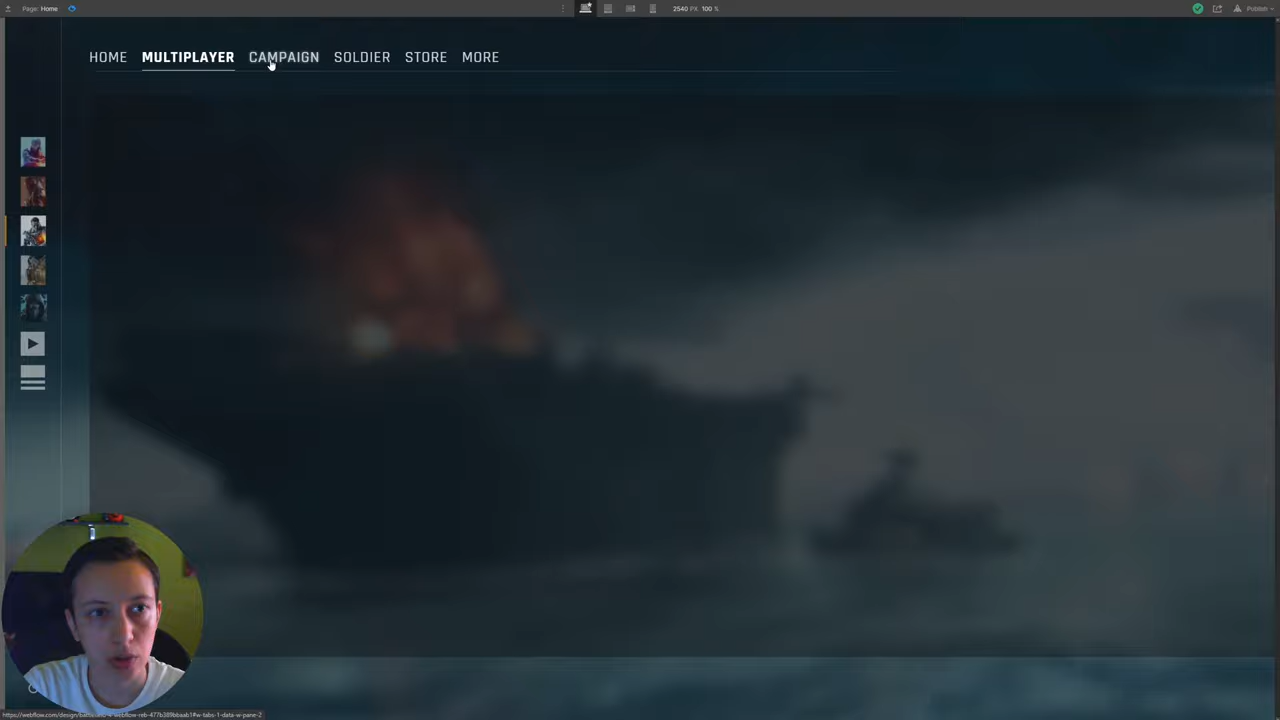 Page: Home
2540 PX 100 %
Publish
HOME MULTIPLAYER CAMPAIGN SOLDIER STORE MORE